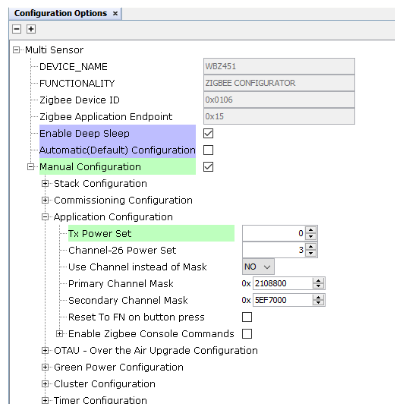 Configuration Options ×
Multi Sensor
DEVICE_NAME WBZ451
FUNCTIONALITY ZIGBEE CONFIGURATOR
Zigbee Device ID 0x0106
Zigbee Application Endpoint 0x15
Enable Deep Sleep
Automatic(Default) Configuration
Manual Configuration
Stack Configuration
Commissioning Configuration
Application Configuration
Tx Power Set 0
Channel-26 Power Set 3
Use Channel instead of Mask NO
Primary Channel Mask 0x 2108800
Secondary Channel Mask 0x 5EF7000
Reset To FN on button press
Enable Zigbee Console Commands
OTAU - Over the Air Upgrade Configuration
Green Power Configuration
Cluster Configuration
Timer Configuration